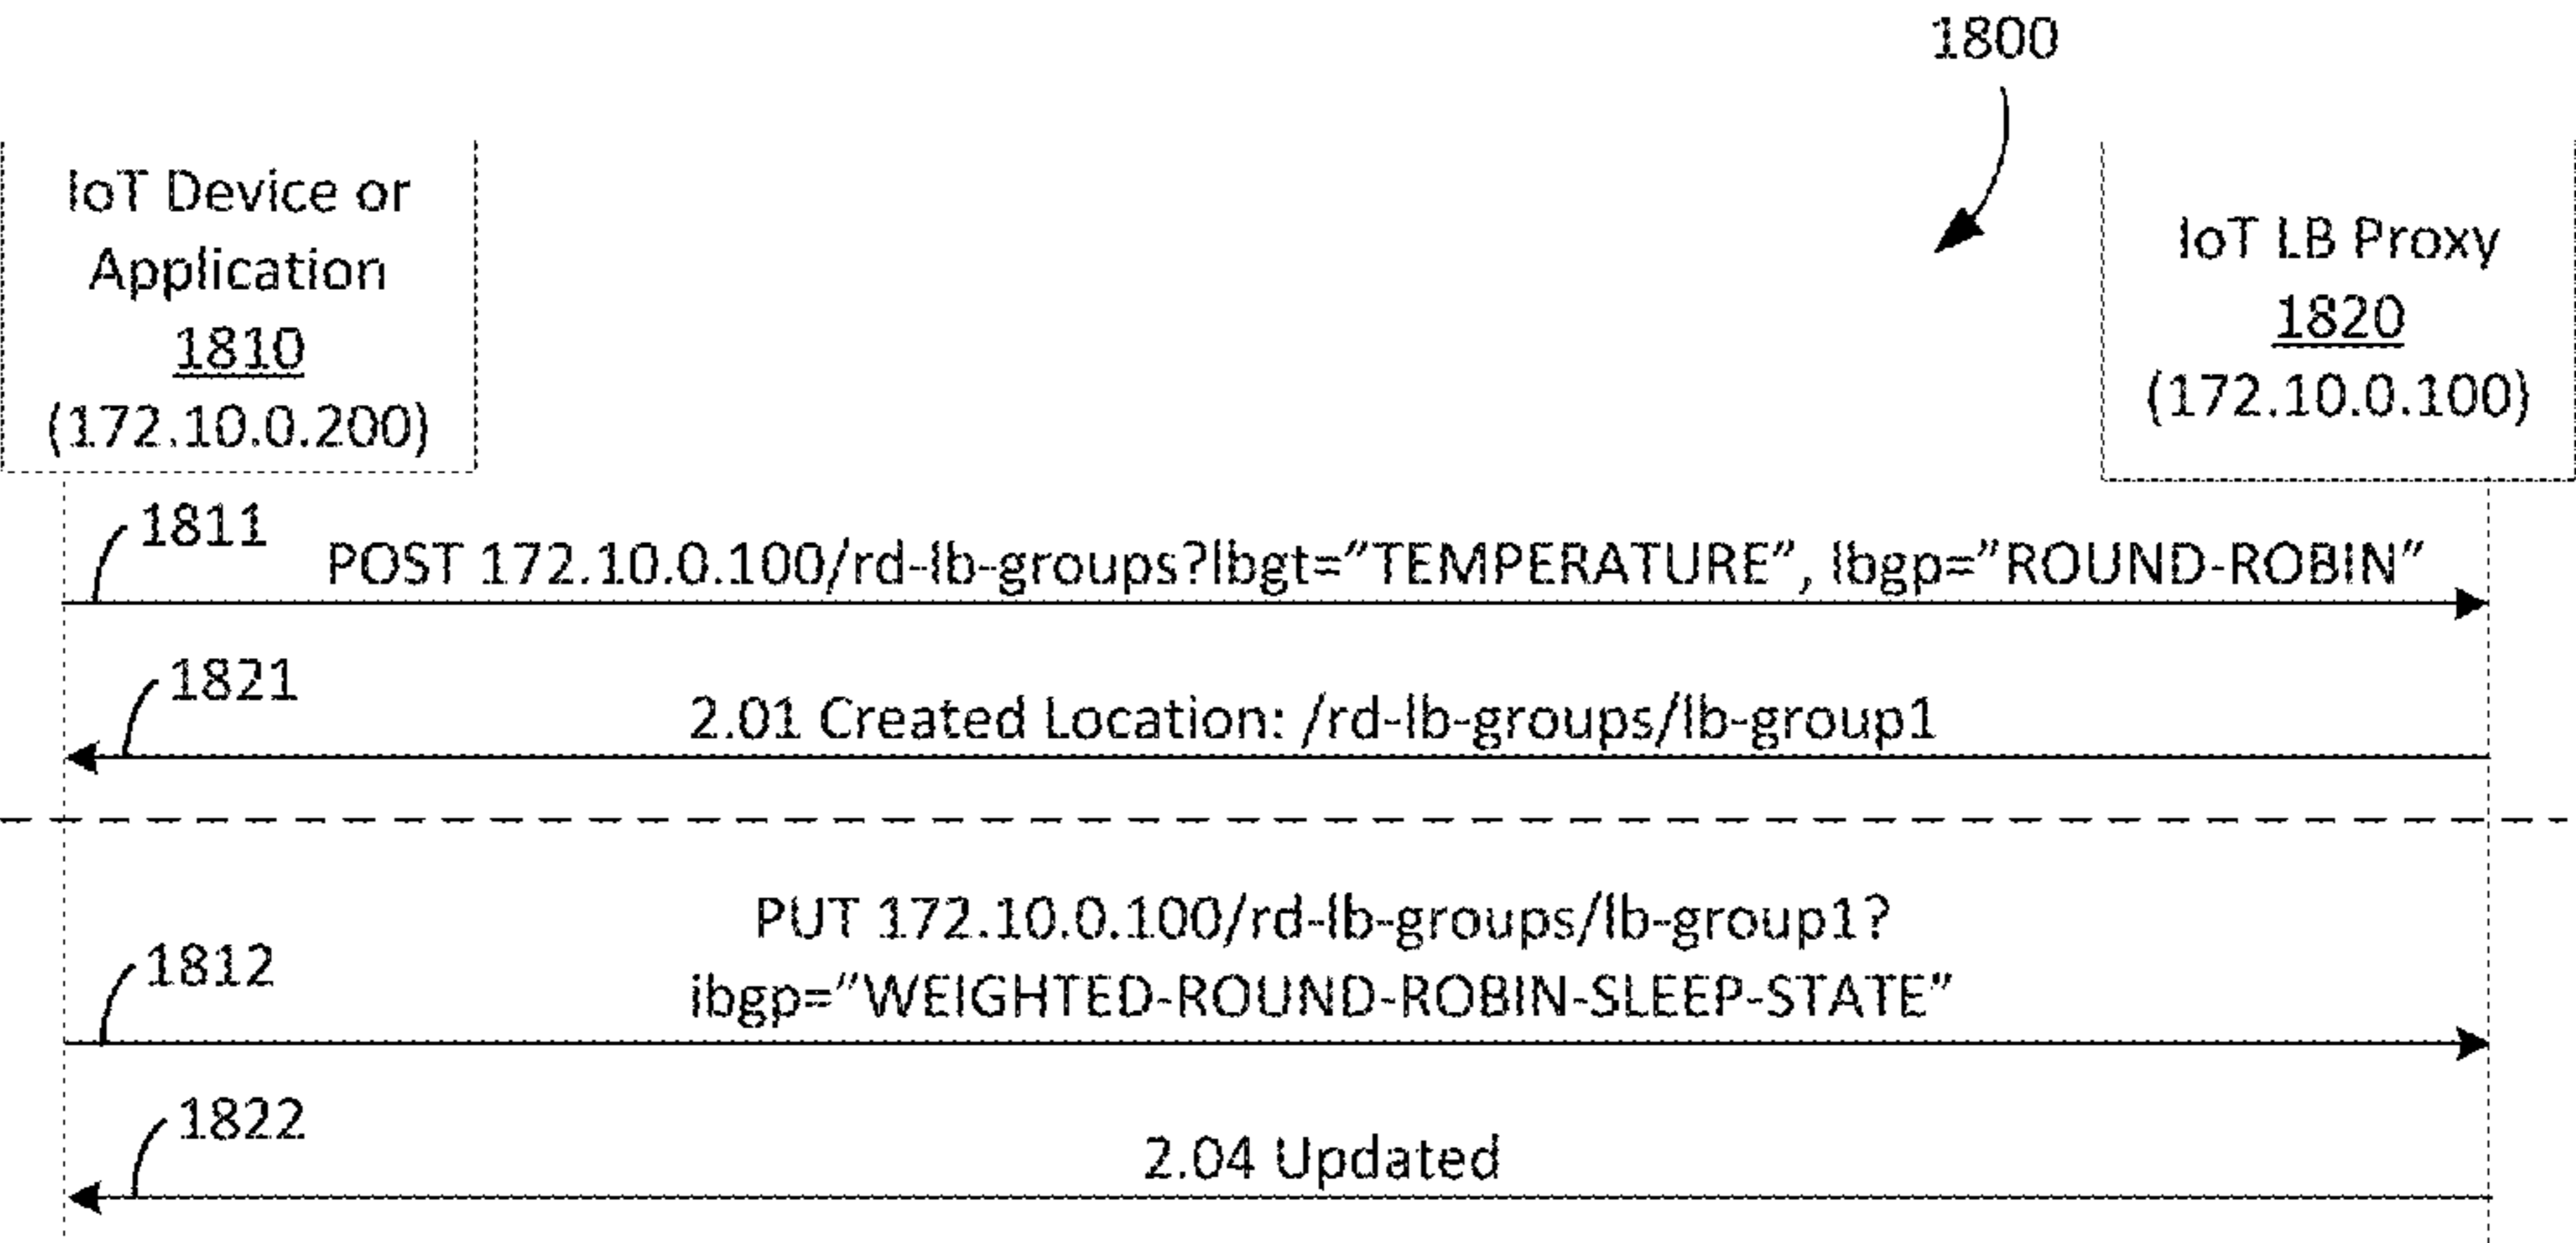 1800
IoT Device or
Application
1810
(172.10.0.200)
IoT LB Proxy
1820
(172.10.0.100)
1811
POST 172.10.0.100/rd-lb-groups?lbgt=”TEMPERATURE”, lbgp=”ROUND-ROBIN”
1821
2.01 Created Location: /rd-lb-groups/lb-group1
PUT 172.10.0.100/rd-lb-groups/lb-group1?
1812
ibgp=”WEIGHTED-ROUND-ROBIN-SLEEP-STATE”
1822
2.04 Updated